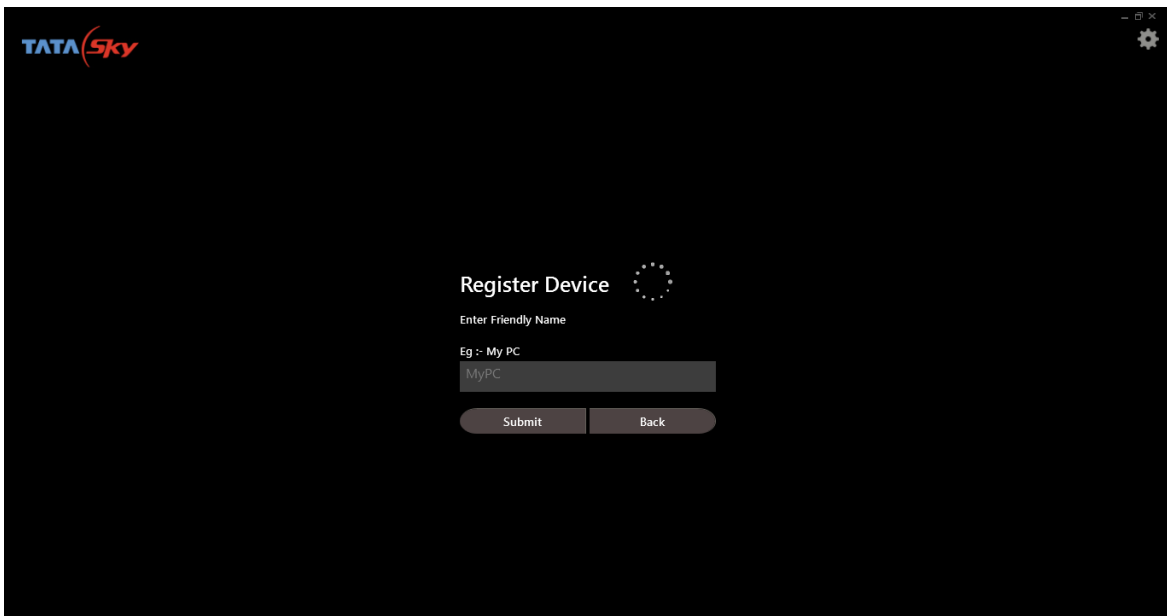 TATA Sky
Register Device
Enter Friendly Name
Eg :- My PC
MyPC
Submit Back